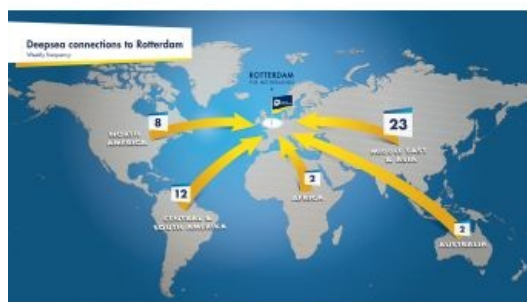 Deepsea connections to Rotterdam
Weekly frequency
ROTTERDAM
8
NORTH
AMERICA
23
MIDDLE EAST
& ASIA
12
CENTRAL &
SOUTH AMERIKA
2
AFRICA
2
AUSTRALIA